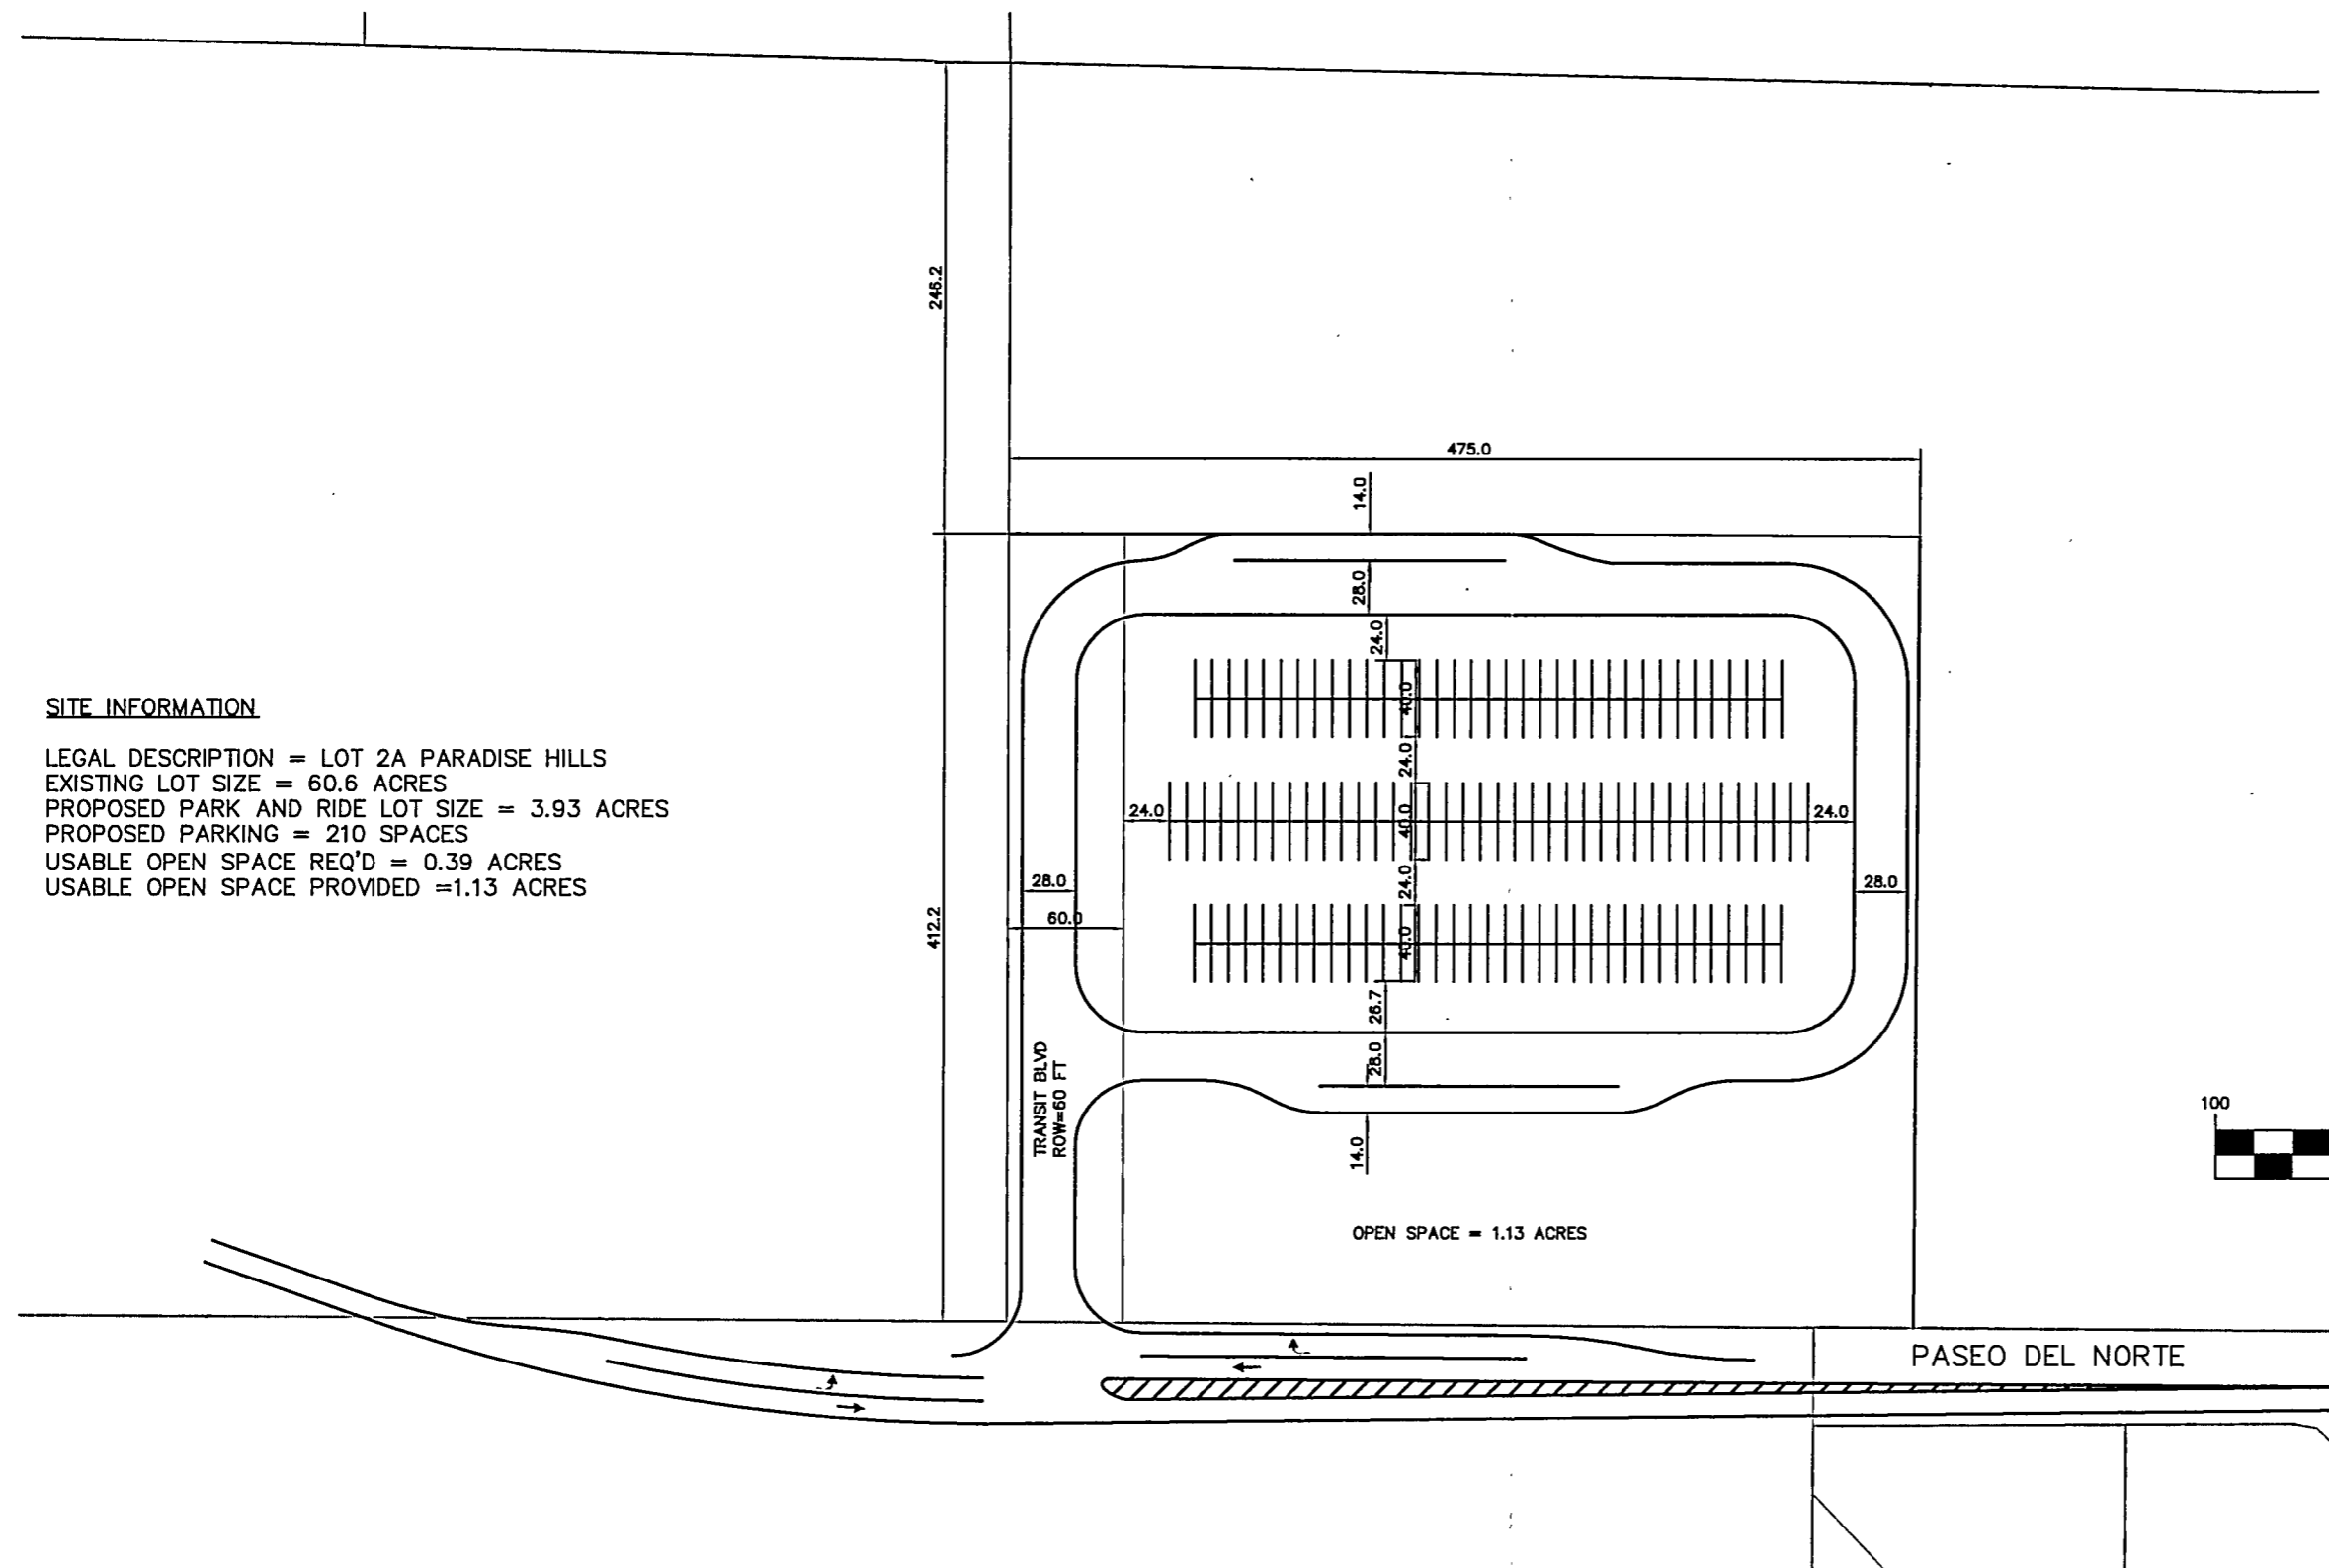 246.2
475.0
14.0
28.0
24.0
40.0
24.0
24.0
40.0
24.0
24.0
40.0
28.0
28.0
60.0
412.2
26.7
28.0
14.0
SITE INFORMATION
LEGAL DESCRIPTION = LOT 2A PARADISE HILLS
EXISTING LOT SIZE = 60.6 ACRES
PROPOSED PARK AND RIDE LOT SIZE = 3.93 ACRES
PROPOSED PARKING = 210 SPACES
USABLE OPEN SPACE REQ'D = 0.39 ACRES
USABLE OPEN SPACE PROVIDED =1.13 ACRES
TRANSIT BLVD
ROW=60 FT
100
OPEN SPACE = 1.13 ACRES
PASEO DEL NORTE